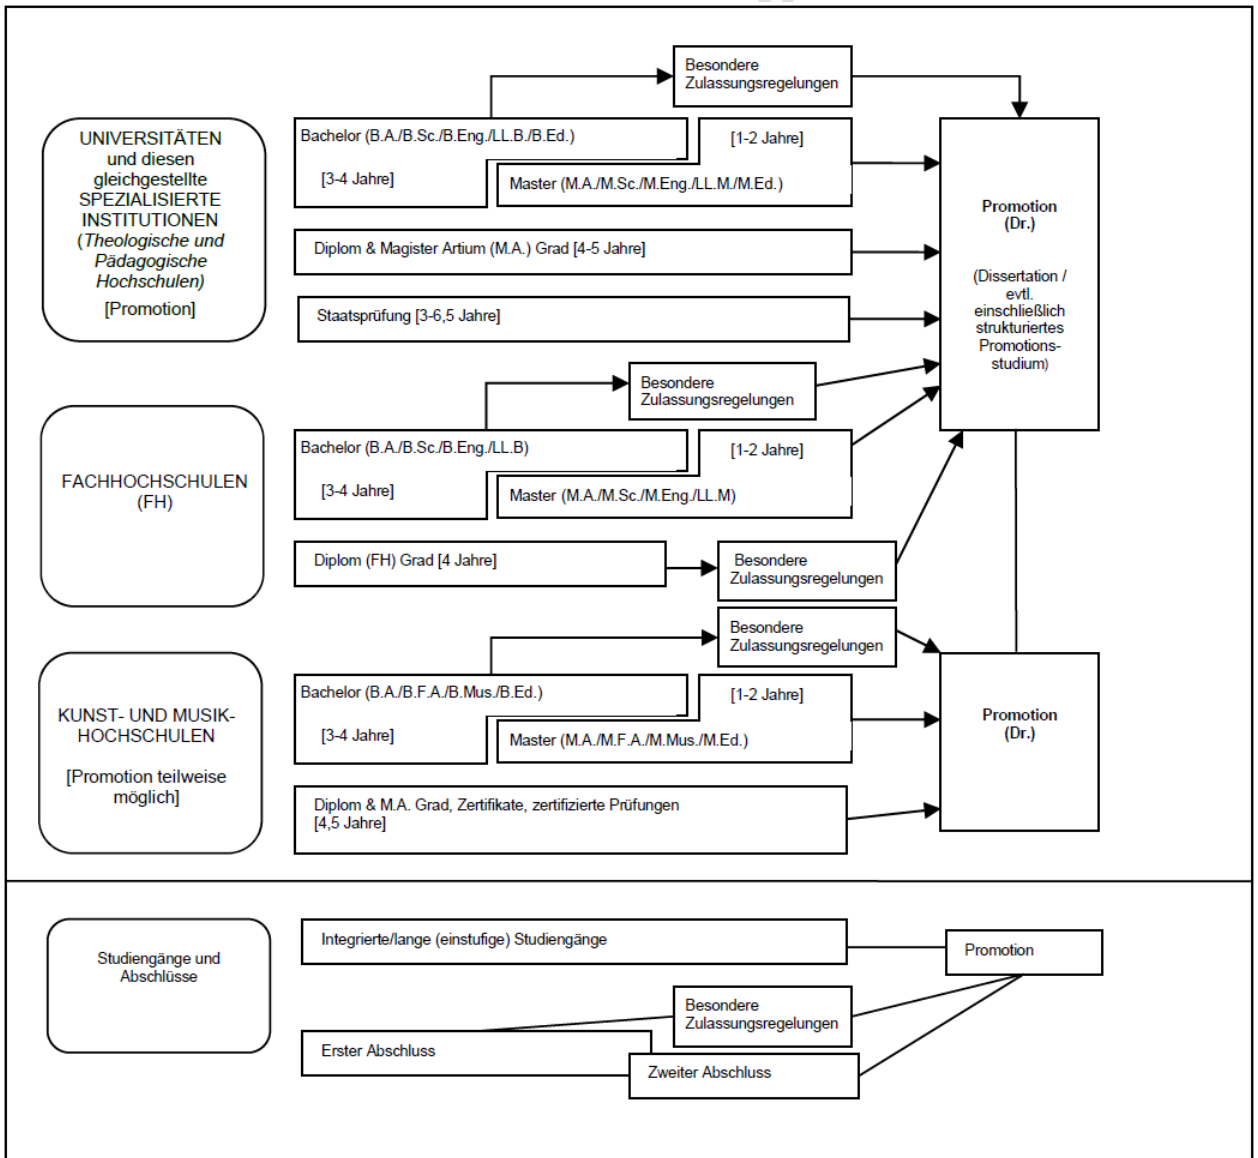 Besondere
Zulassungsregelungen
UNIVERSITÄTEN
und diesen
gleichgestellte
SPEZIALISIERTE
INSTITUTIONEN
(Theologische und
Pädagogische
Hochschulen)
[Promotion]
Bachelor (B.A./B.Sc./B.Eng./LL.B./B.Ed.)
[3-4 Jahre]
[1-2 Jahre]
Master (M.A./M.Sc./M.Eng./LL.M./M.Ed.)
Diplom & Magister Artium (M.A.) Grad [4-5 Jahre]
Staatsprüfung [3-6,5 Jahre]
Promotion
(Dr.)
(Dissertation /
evtl.
einschließlich
strukturiertes
Promotions-
studium)
Besondere
Zulassungsregelungen
FACHHOCHSCHULEN
(FH)
Bachelor (B.A./B.Sc./B.Eng./LL.B)
[3-4 Jahre]
[1-2 Jahre]
Master (M.A./M.Sc./M.Eng./LL.M)
Diplom (FH) Grad [4 Jahre]
Besondere
Zulassungsregelungen
Besondere
Zulassungsregelungen
KUNST- UND MUSIK-
HOCHSCHULEN
[Promotion teilweise
möglich]
Bachelor (B.A./B.F.A./B.Mus./B.Ed.)
[3-4 Jahre]
[1-2 Jahre]
Master (M.A./M.F.A./M.Mus./M.Ed.)
Diplom & M.A. Grad, Zertifikate, zertifizierte Prüfungen
[4,5 Jahre]
Promotion
(Dr.)
Studiengänge und
Abschlüsse
Integrierte/lange (einstufige) Studiengänge
Promotion
Besondere
Zulassungsregelungen
Erster Abschluss
Zweiter Abschluss